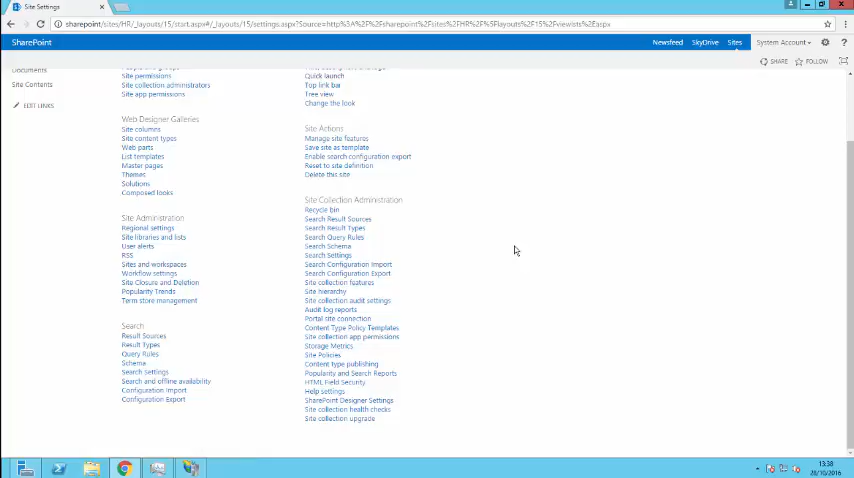 Site Settings
sharepoint/sites/HR/_layouts/15/start.aspx#/_layouts/15/settings.aspx?Source=http%3A%2F%2Fsharepoint%2Fsites%2FHR%2F%5Flayouts%2F15%2Fviewlsts%2Easpx
SharePoint
Newsfeed
SkyDrive
Sites
System Account
SHARE
FOLLOW
Documents
Site Contents
EDIT LINKS
Site permissions
Site collection administrators
Site app permissions
Web Designer Galleries
Site columns
Site content types
Web parts
List templates
Master pages
Themes
Solutions
Composed looks
Site Administration
Regional settings
Site libraries and lists
User alerts
RSS
Sites and workspaces
Workflow settings
Site Closure and Deletion
Popularity Trends
Term store management
Search
Result Sources
Result Types
Query Rules
Schema
Search Settings
Search and offline availability
Configuration Import
Configuration Export
Quick launch
Top link bar
Tree view
Change the look
Site Actions
Manage site features
Save site as template
Enable search configuration export
Reset to site definition
Delete this site
Site Collection Administration
Recycle bin
Search Result Sources
Search Result Types
Search Query Rules
Search Schema
Search Settings
Search Configuration Import
Search Configuration Export
Site collection features
Site hierarchy
Site collection audit settings
Audit log reports
Portal site connection
Content Type Policy Templates
Site collection app permissions
Storage Metrics
Site Policies
Content type publishing
Popularity and Search Reports
HTML Field Security
Help settings
SharePoint Designer Settings
Site collection health checks
Site collection upgrade
13:38
28/10/2016